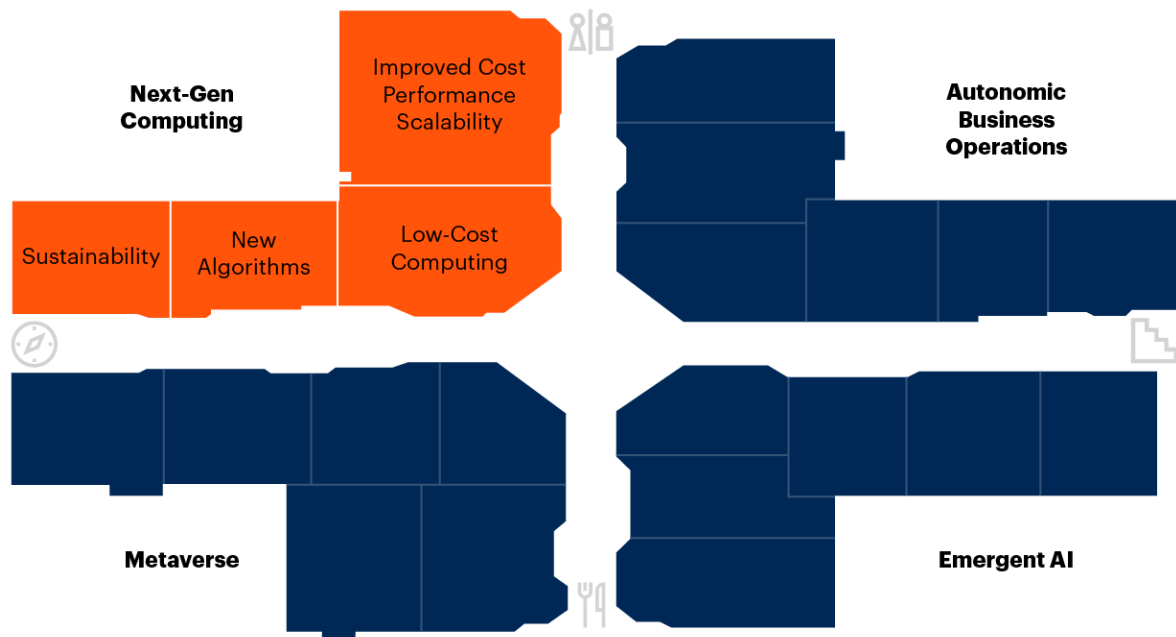 Next-Gen
Computing
Improved Cost
Performance
Scalability
Sustainability
New
Algorithms
Low-Cost
Computing
Autonomic
Business
Operations
Metaverse
Emergent AI